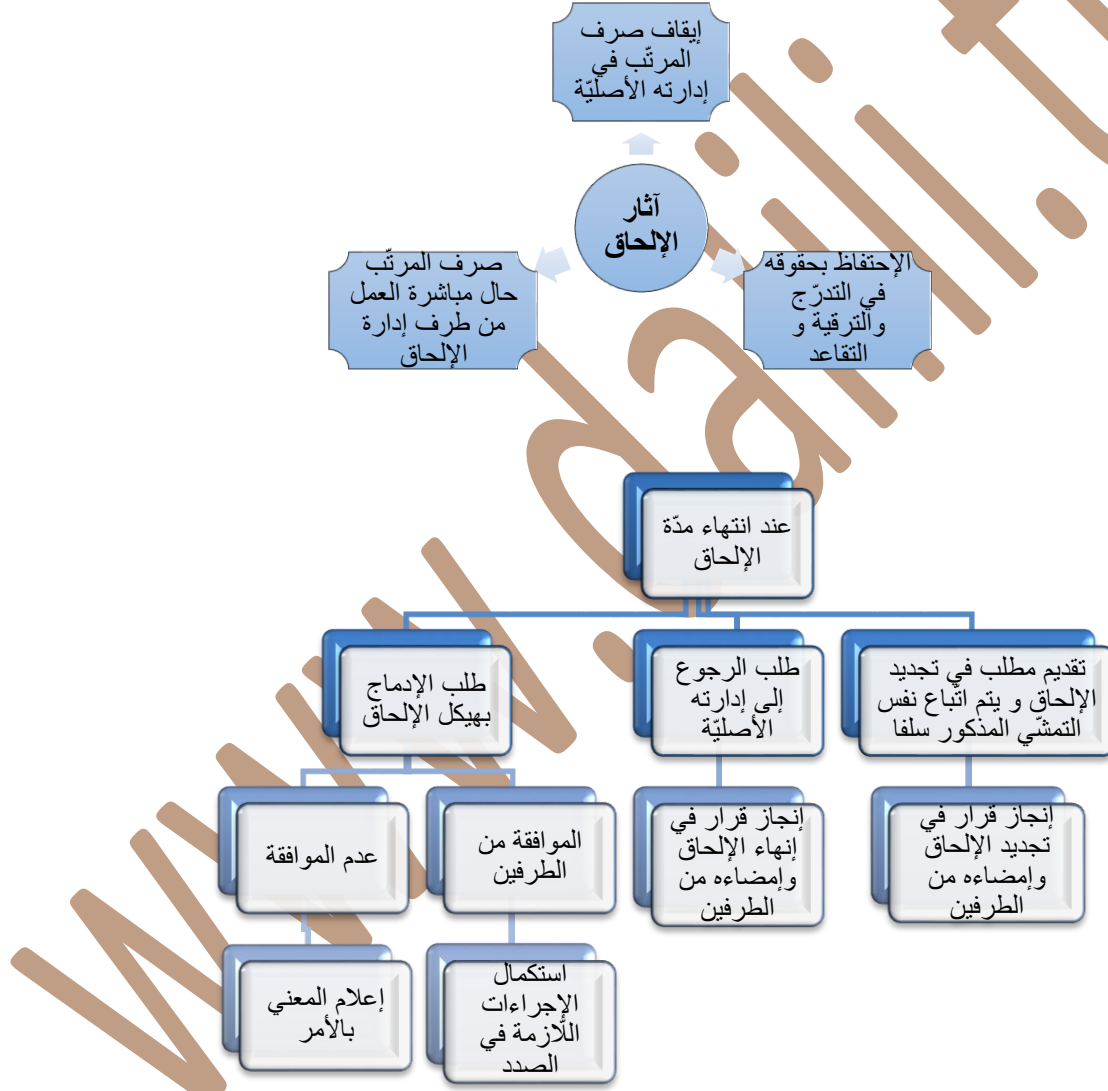 إيقاف صرف
المرتّب في
إدارته الأصليّة
آثار
الإلحاق
الإحتفاظ بحقوقه
في التدرّج
والترقية و
التقاعد
صرف المرتّب
حال مباشرة العمل
من طرف إدارة
الإلحاق
عند انتهاء مدّة
الإلحاق
تقديم مطلب في تجديد
الإلحاق و يتم اتّباع نفس
التمشّي المذكور سلفا
طلب الرجوع
إلى إدارته
الأصليّة
طلب الإدماج
بهيكل الإلحاق
إنجاز قرار في
تجديد الإلحاق
وإمضاءه من
الطرفين
إنجاز قرار في
إنهاء الإلحاق
وإمضاءه من
الطرفين
الموافقة من
الطرفين
عدم الموافقة
استكمال
الإجراءات
اللّازمة في
الصدد
إعلام المعني
بالأمر